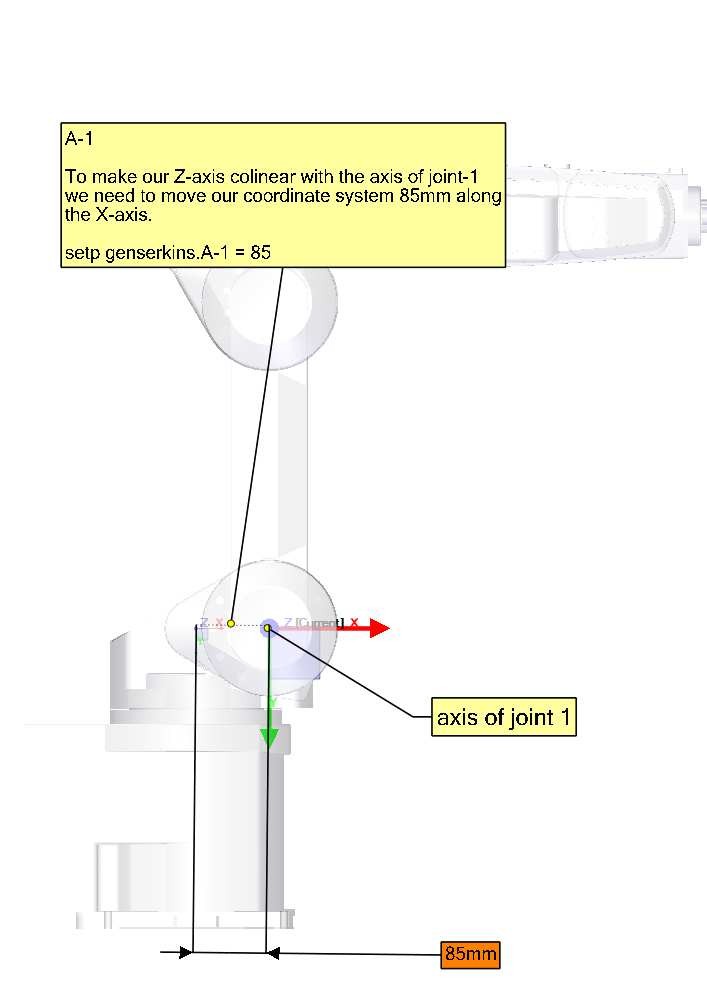 A-1
To make our Z-axis colinear with the axis of joint-1
we need to move our coordinate system 85mm along
the X-axis.
setp genserkins.A-1 = 85
Z X
Z [Current] X
Y
axis of joint 1
85mm